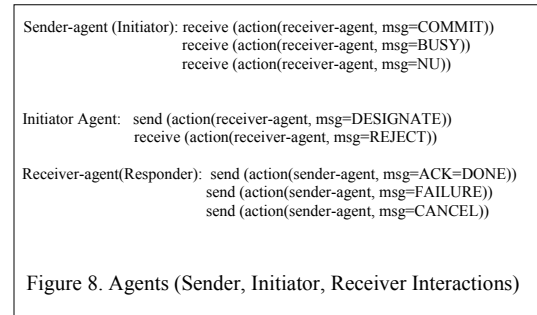 Sender-agent (Initiator): receive (action(receiver-agent, msg=COMMIT))
receive (action(receiver-agent, msg=BUSY))
receive (action(receiver-agent, msg=NU))
Initiator Agent: send (action(receiver-agent, msg=DESIGNATE))
receive (action(receiver-agent, msg=REJECT))
Receiver-agent(Responder): send (action(sender-agent, msg=ACK=DONE))
send (action(sender-agent, msg=FAILURE))
send (action(sender-agent, msg=CANCEL))
Figure 8. Agents (Sender, Initiator, Receiver Interactions)